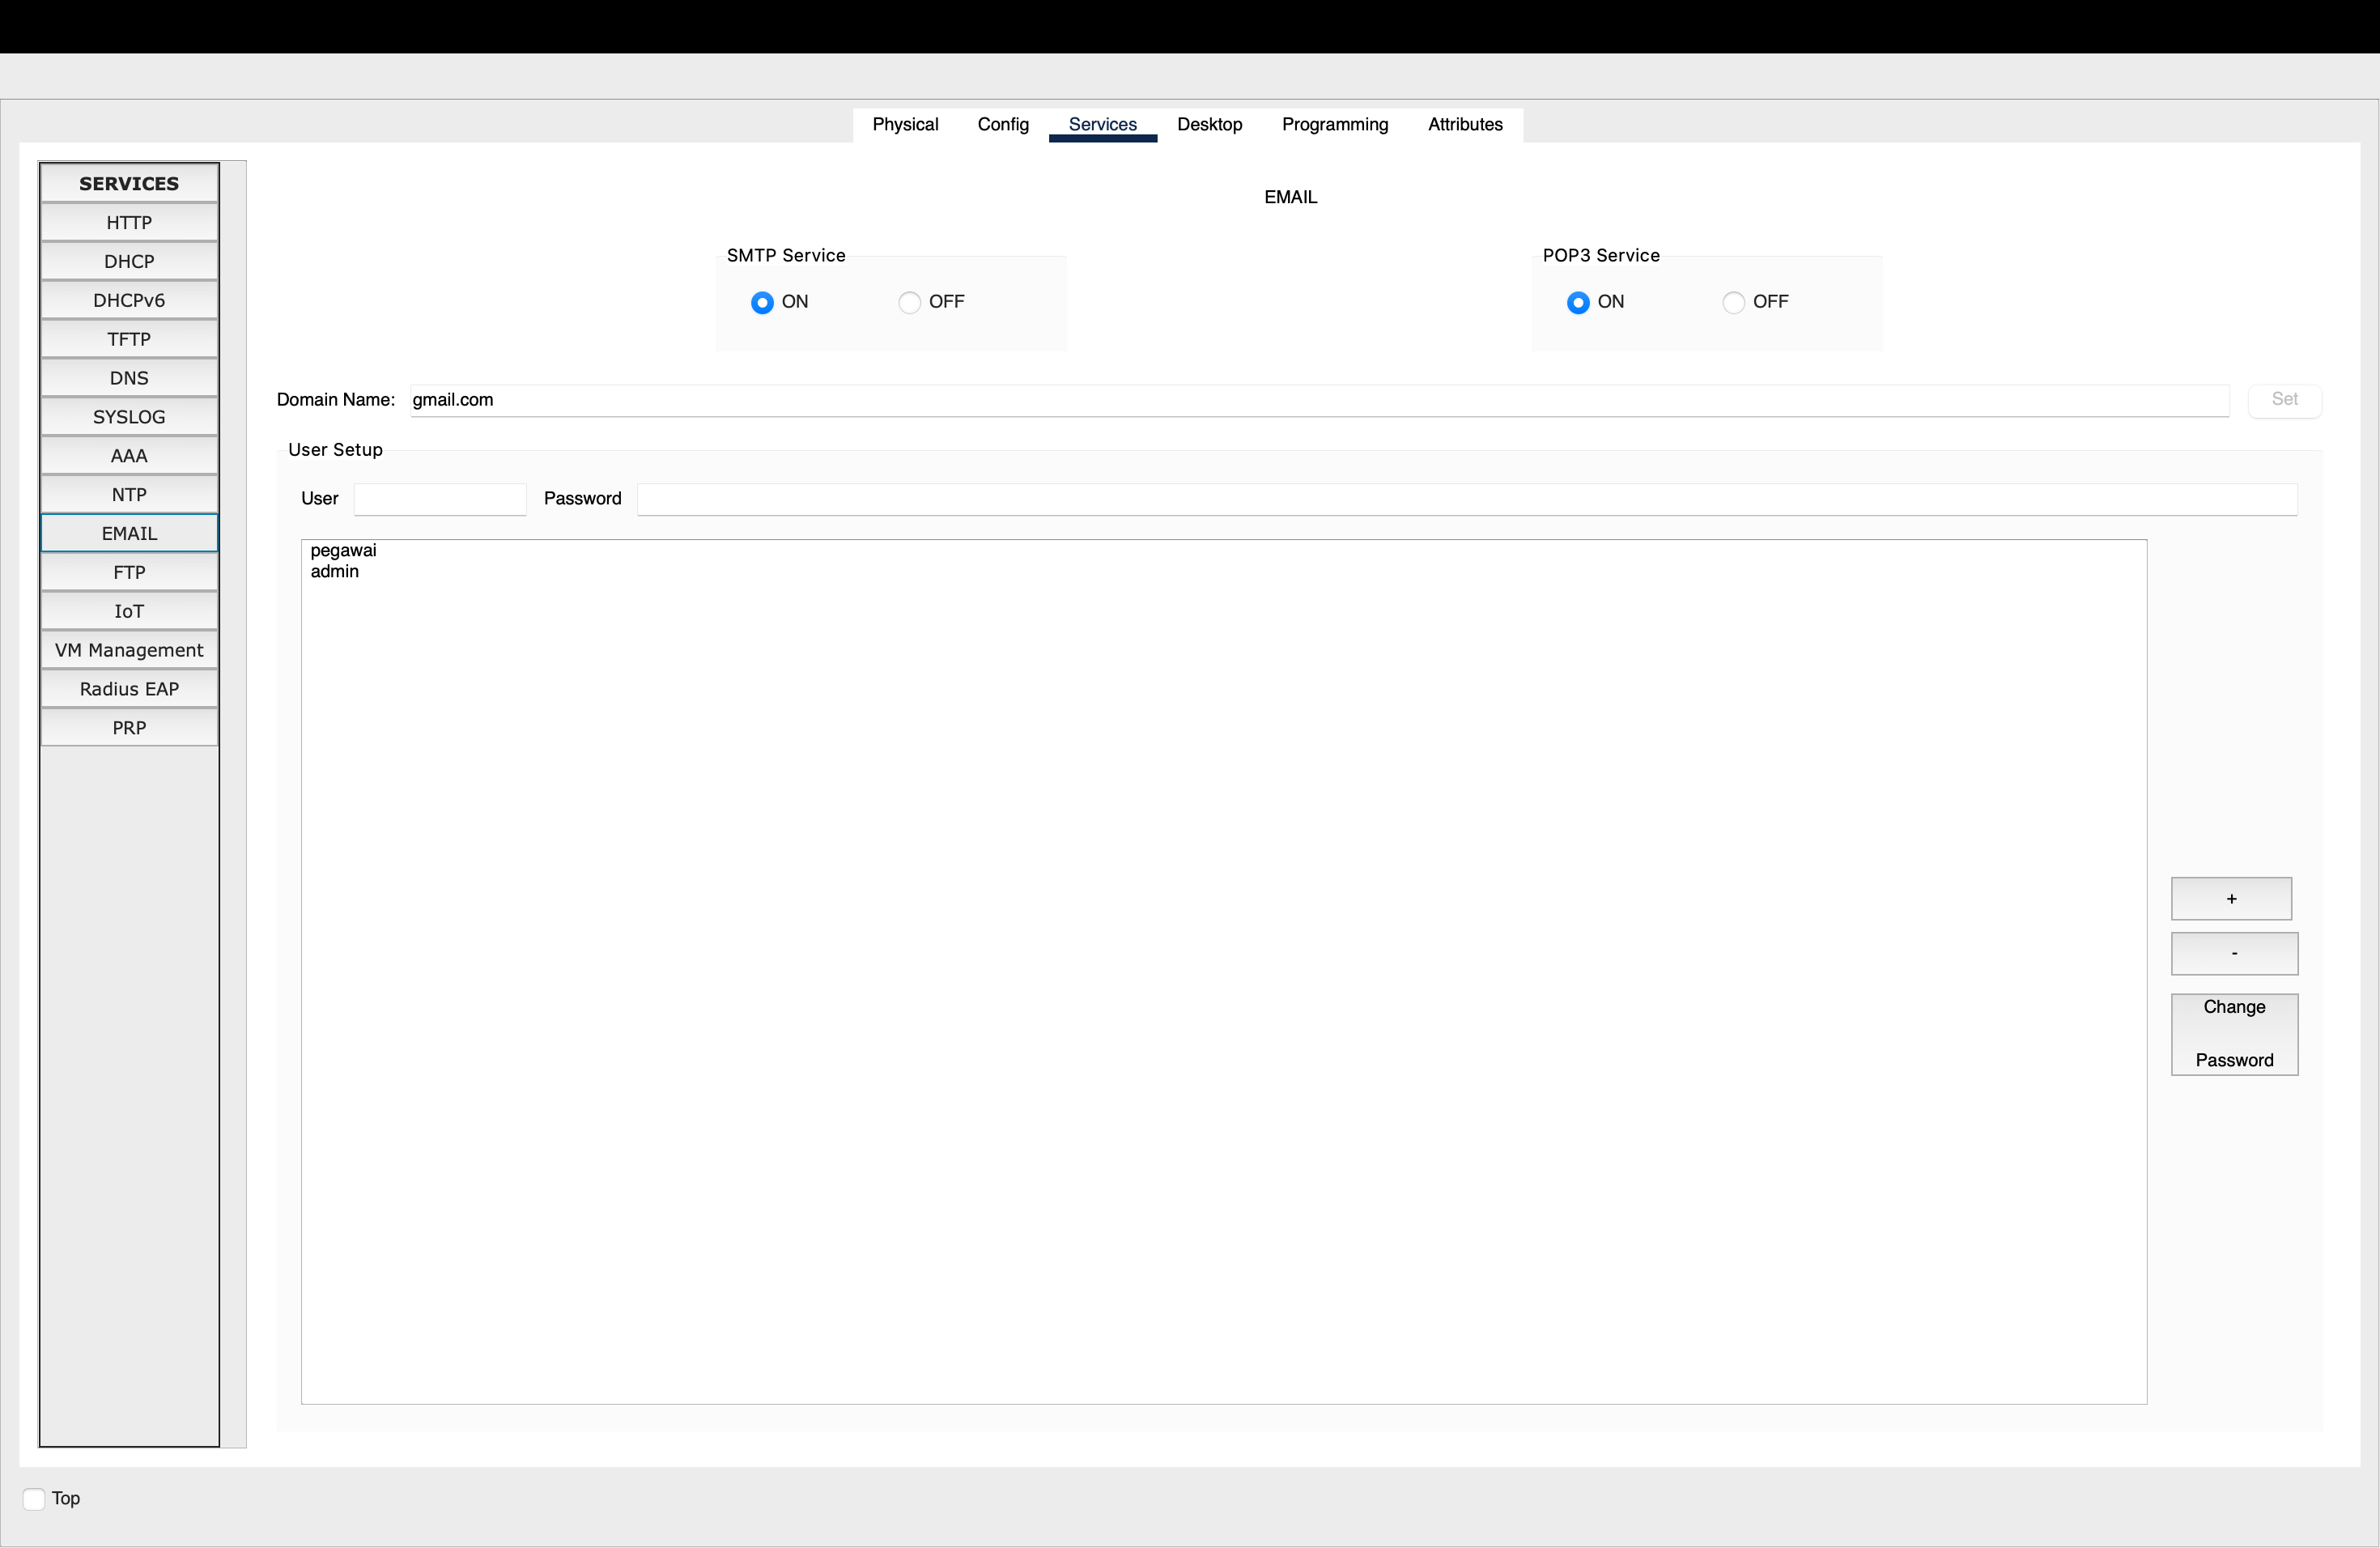 Physical Config Services Desktop Programming Attributes
SERVICES
HTTP
DHCP
DHCPv6
TFTP
DNS
SYSLOG
AAA
NTP
EMAIL
FTP
IoT
VM Management
Radius EAP
PRP
EMAIL
SMTP Service
ON OFF
POP3 Service
ON OFF
Domain Name: gmail.com Set
User Setup
User Password
pegawai
admin
+
-
Change
Password
Top